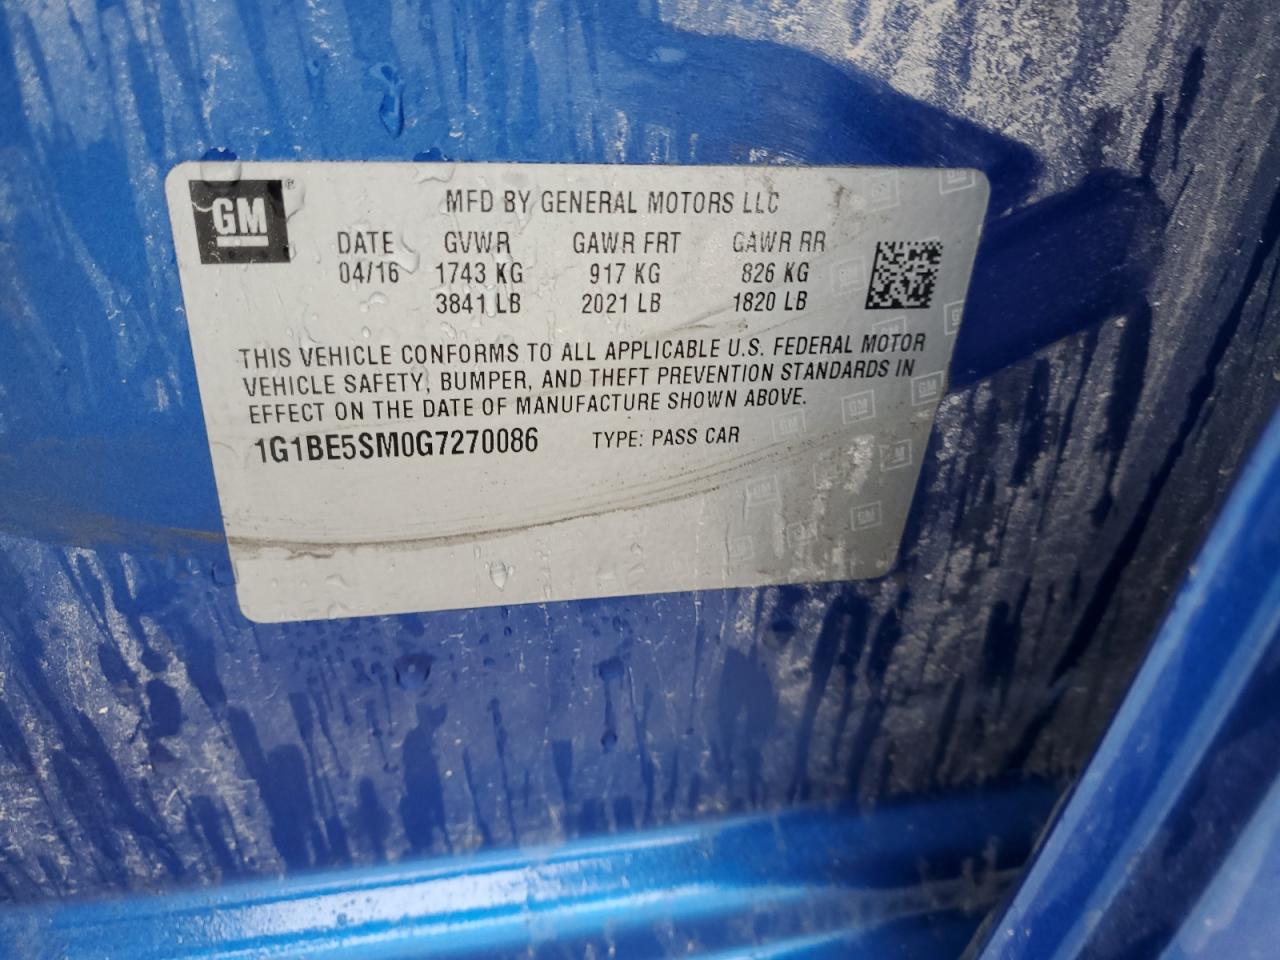 GM
MFD BY GENERAL MOTORS LLC
DATE GVWR GAWR FRT GAWR RR
04/16 1743 KG 917 KG 826 KG
3841 LB 2021 LB 1820 LB
THIS VEHICLE CONFORMS TO ALL APPLICABLE U.S. FEDERAL MOTOR
VEHICLE SAFETY, BUMPER, AND THEFT PREVENTION STANDARDS IN
EFFECT ON THE DATE OF MANUFACTURE SHOWN ABOVE.
1G1BE5SM0G7270086 TYPE: PASS CAR